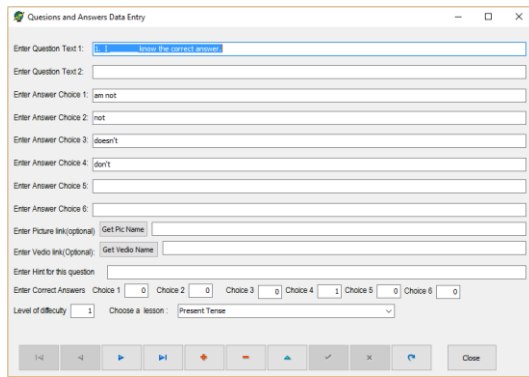 Quesions and Answers Data Entry
Enter Question Text 1: 1. I ________ know the correct answer.
Enter Question Text 2:
Enter Answer Choice 1: am not
Enter Answer Choice 2: not
Enter Answer Choice 3: doesn't
Enter Answer Choice 4: don't
Enter Answer Choice 5:
Enter Answer Choice 6:
Enter Picture link(optional) Get Pic Name
Enter Vedio link(Optional): Get Vedio Name
Enter Hint for this question
Enter Correct Answers Choice 1 0 Choice 2 0 Choice 3 0 Choice 4 1 Choice 5 0 Choice 6 0
Level of difficulty 1 Choose a lesson : Present Tense
Close